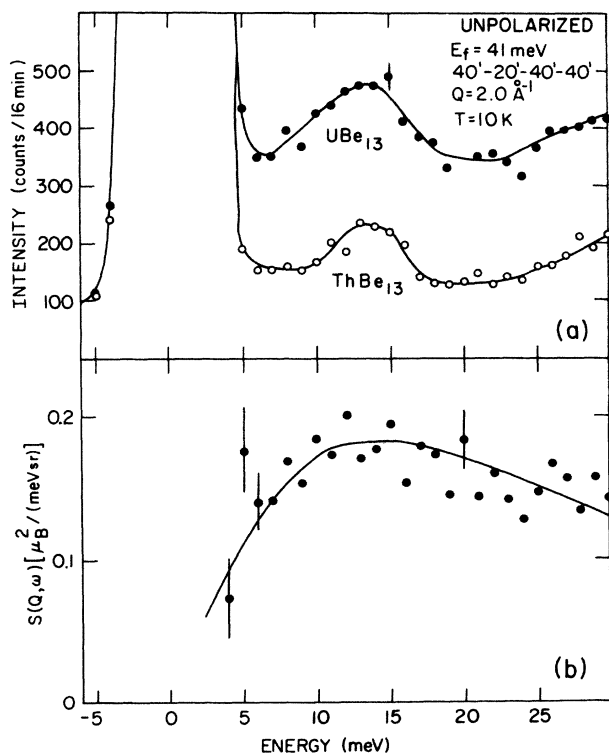 (a)
UNPOLARIZED
E_f = 41 meV
40'-20'-40'-40'
Q = 2.0 Å⁻¹
T = 10 K
INTENSITY (counts/16 min)
500
400
300
200
100
UBe₁₃
ThBe₁₃
(a)
S(Q,ω) [μ_B²/(meV sr)]
0.2
0.1
0
(b)
-5 0 5 10 15 20 25
ENERGY (meV)